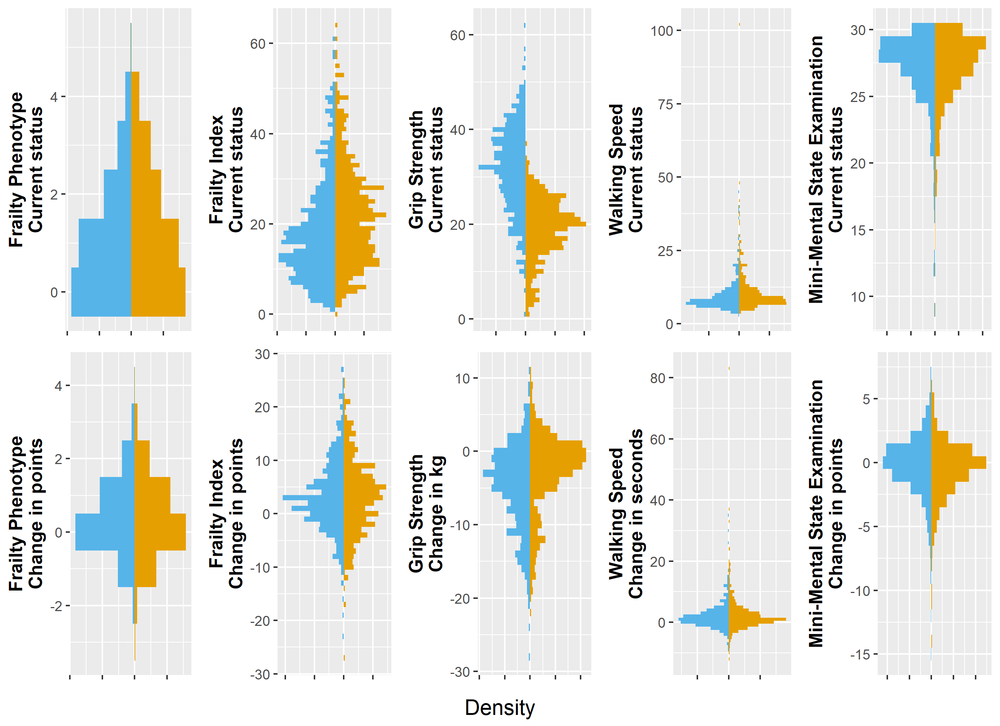 Frailty Phenotype
Current status
4
2
0
Frailty Index
Current status
60
40
20
0
Grip Strength
Current status
60
40
20
0
Walking Speed
Current status
100
75
50
25
0
Mini-Mental State Examination
Current status
30
25
20
15
10
Frailty Phenotype
Change in points
4
2
0
-2
Frailty Index
Change in points
30
20
10
0
-10
-20
-30
Grip Strength
Change in kg
10
0
-10
-20
-30
Walking Speed
Change in seconds
80
60
40
20
0
Mini-Mental State Examination
Change in points
5
0
-5
-10
-15
Density